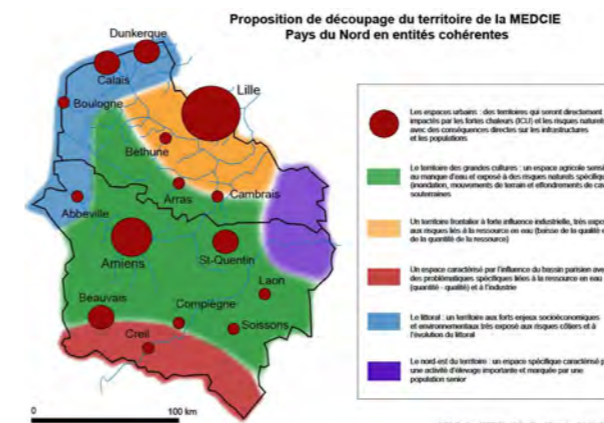 Proposition de découpage du territoire de la MEDCIE
Pays du Nord en entités cohérentes
Dunkerque
Calais
Boulogne
Lille
Béthune
Arras
Cambrais
Abbeville
Amiens
St-Quentin
Laon
Beauvais
Compiègne
Soissons
Creil
0
100 km
Les espaces urbains : des territoires qui seront directement
impactés par les fortes chaleurs (ICU) et les risques naturels
avec des conséquences directes sur les infrastructures
et les populations
Le territoire des grandes cultures : un espace agricole
au manque d'eau et exposé à des risques naturels
(inondation, mouvements de terrain et effondrements de
souterraines
Un territoire frontalier à forte influence industrielle, très
aux risques liés à la ressource en eau (baisse de la qualité
de la quantité de la ressource)
Un espace caractérisé par l'influence du bassin parisien
des problématiques spécifiques liées à la ressource en eau
(quantité - qualité) et à l'industrie
Le littoral : un territoire aux forts enjeux socioéconomiques
et environnementaux très exposé aux risques côtiers et à
l'évolution du littoral
Le nord-est du territoire : un espace spécifique caractérisé
une activité d'élevage importante et marquée par une
population senior